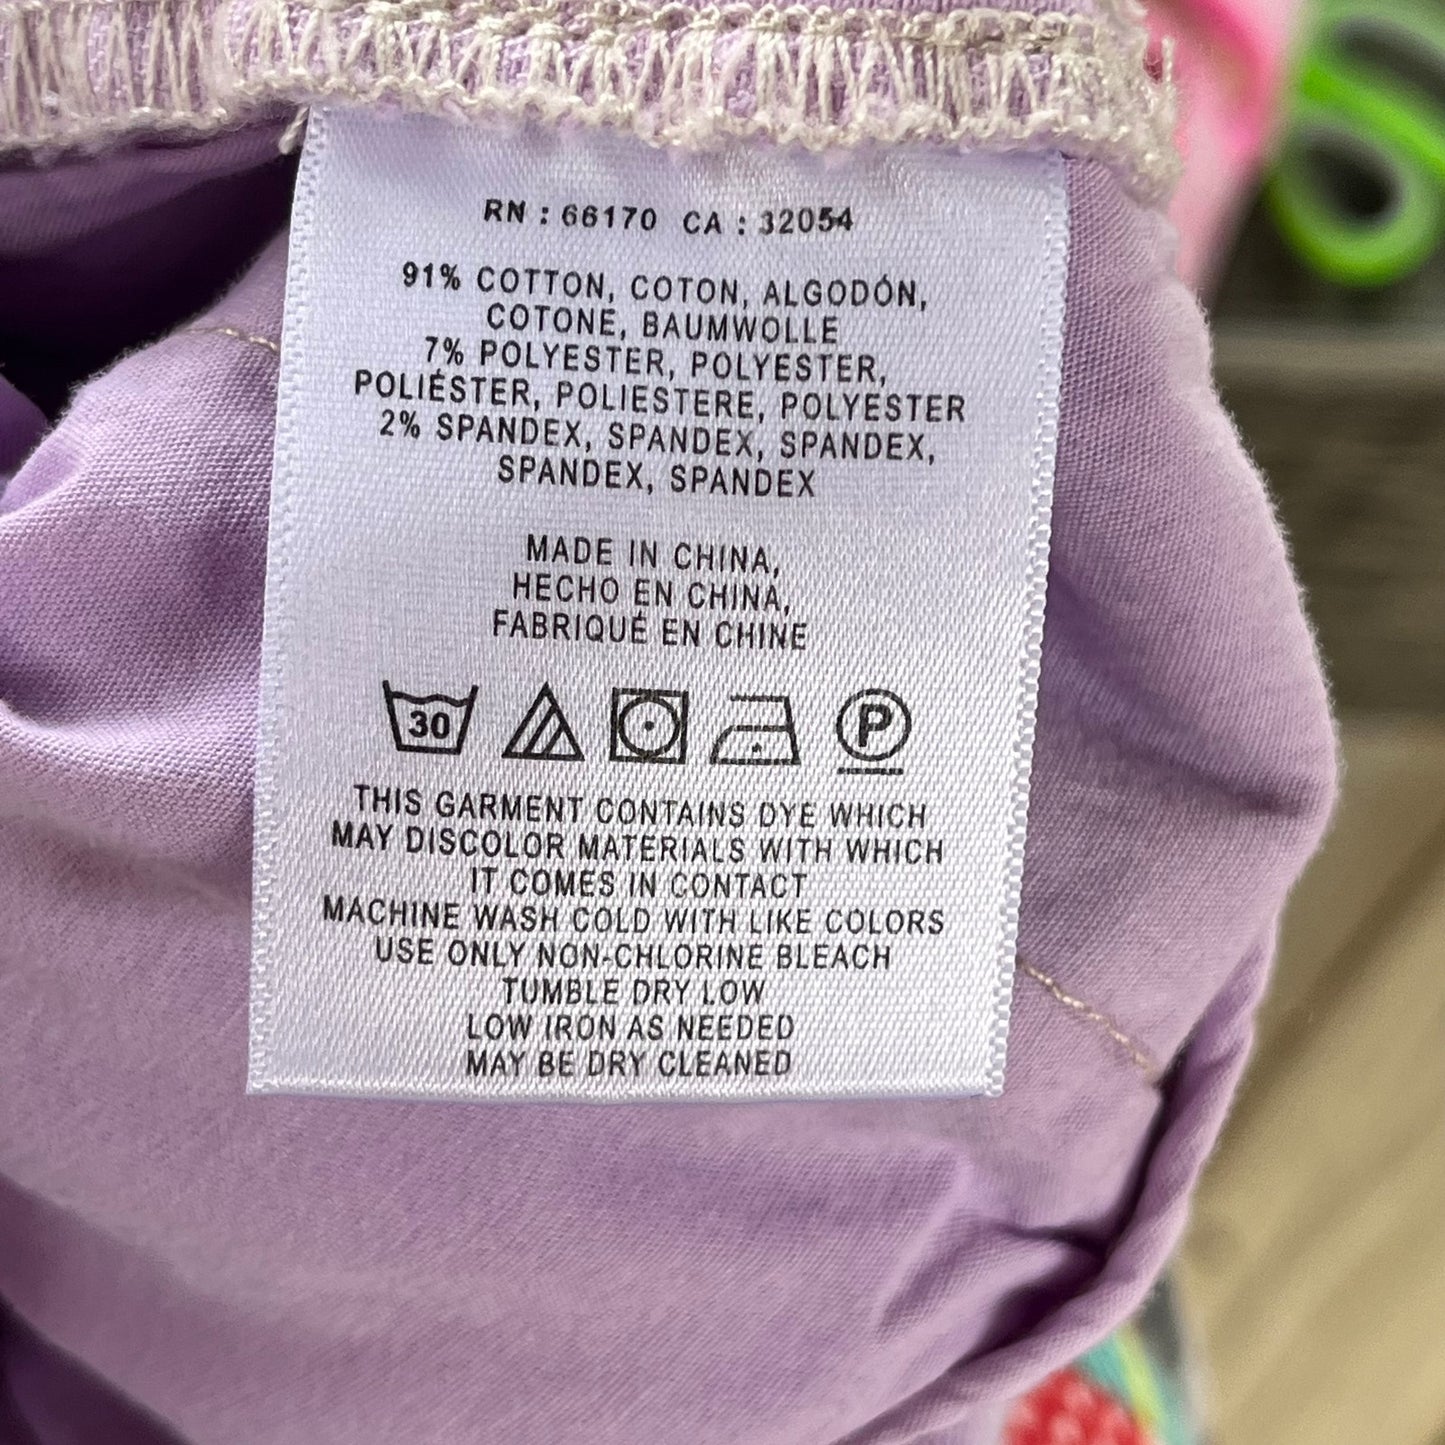 RN : 66170 CA : 32054
91% COTTON, COTON, ALGODÓN,
COTONE, BAUMWOLLE
7% POLYESTER, POLYESTER,
POLIÉSTER, POLIESTERE, POLYESTER
2% SPANDEX, SPANDEX, SPANDEX,
SPANDEX, SPANDEX
MADE IN CHINA,
HECHO EN CHINA,
FABRIQUÉ EN CHINE
30 P
THIS GARMENT CONTAINS DYE WHICH
MAY DISCOLOR MATERIALS WITH WHICH
IT COMES IN CONTACT
MACHINE WASH COLD WITH LIKE COLORS
USE ONLY NON-CHLORINE BLEACH
TUMBLE DRY LOW
LOW IRON AS NEEDED
MAY BE DRY CLEANED